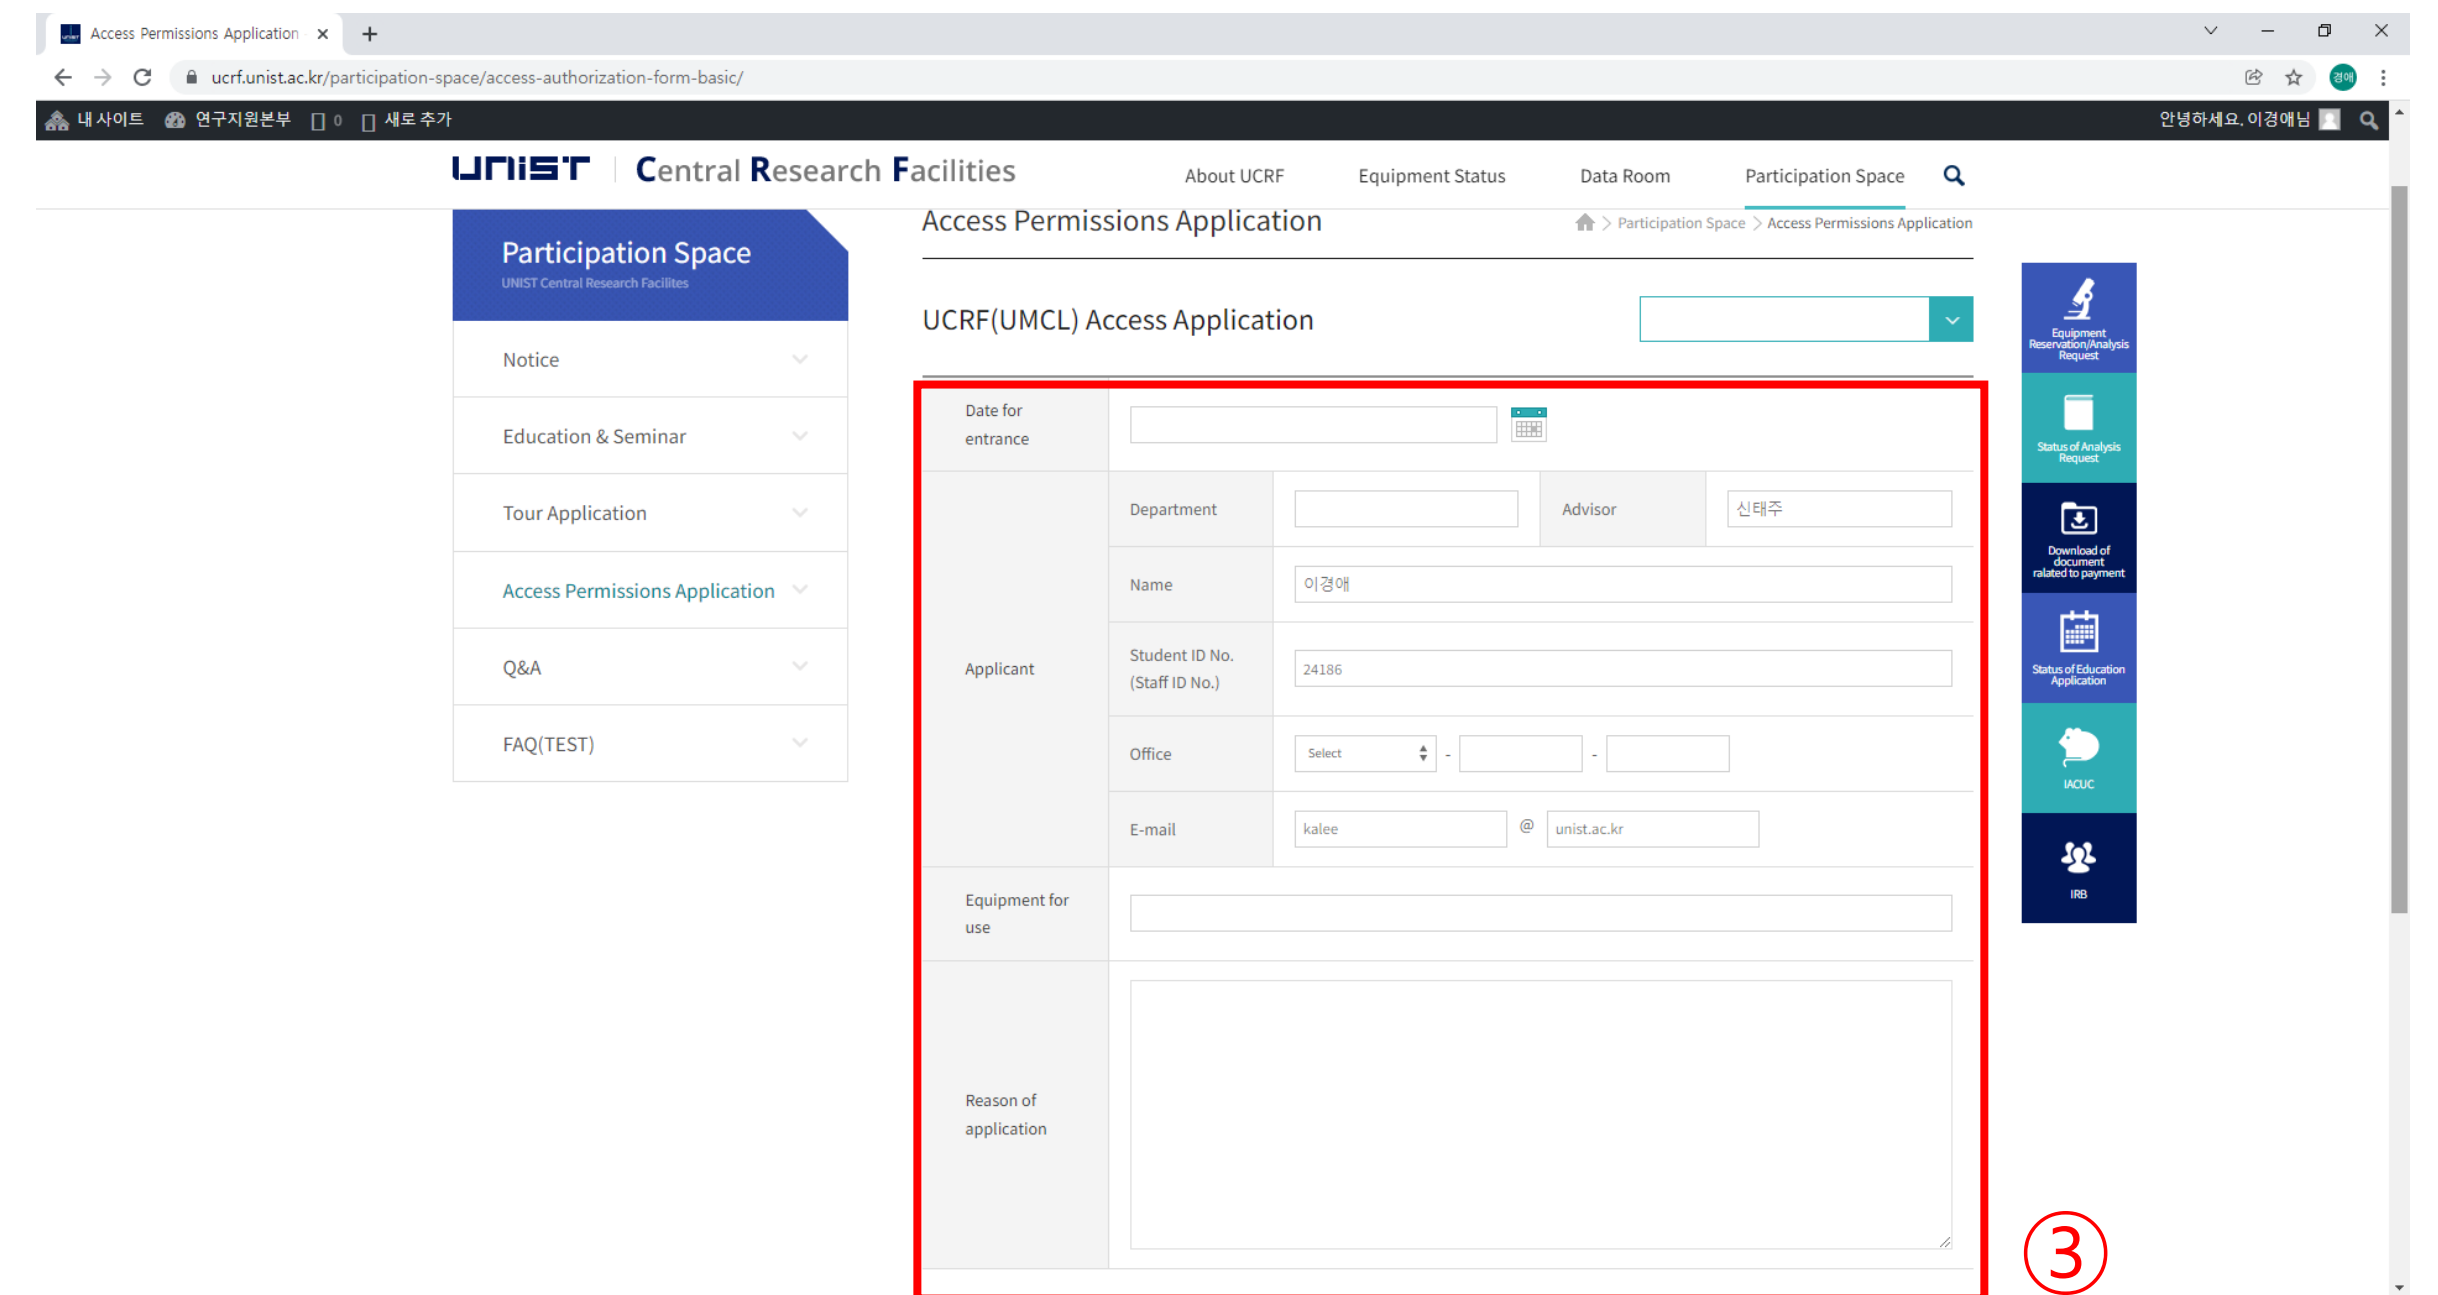 Access Permissions Application
ucrf.unist.ac.kr/participation-space/access-authorization-form-basic/
경애
내 사이트 연구지원본부 0 새로 추가 안녕하세요, 이경애님
UNIST Central Research Facilities
About UCRF Equipment Status Data Room Participation Space
Participation Space
UNIST Central Research Facilites
Notice
Education & Seminar
Tour Application
Access Permissions Application
Q&A
FAQ(TEST)
Access Permissions Application
> Participation Space > Access Permissions Application
UCRF(UMCL) Access Application
Date for
entrance
Applicant
Department
Advisor 신태주
Name 이경애
Student ID No.
(Staff ID No.)
24186
Office Select - -
E-mail kalee @ unist.ac.kr
Equipment for
use
Reason of
application
Equipment
Reservation/Analysis
Request
Status of Analysis
Request
Download of
document
ralated to payment
Status of Education
Application
IACUC
IRB
③